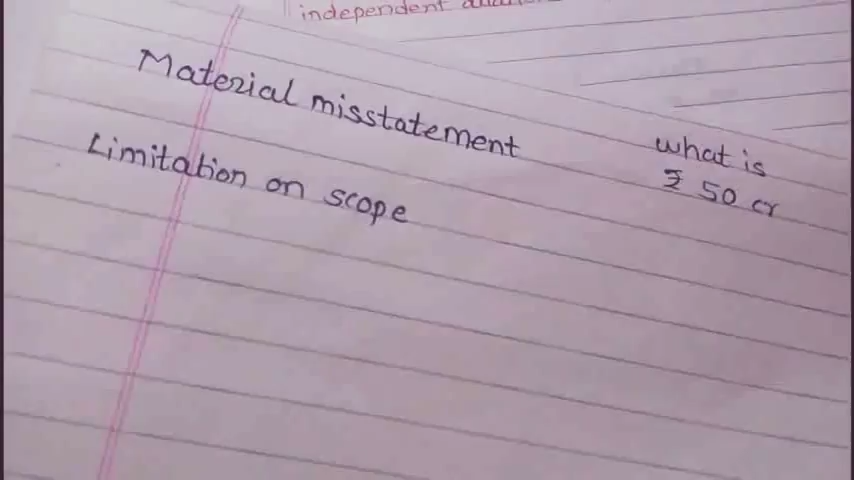 independent
Material misstatement
Limitation on scope
what is
₹ 50 cr